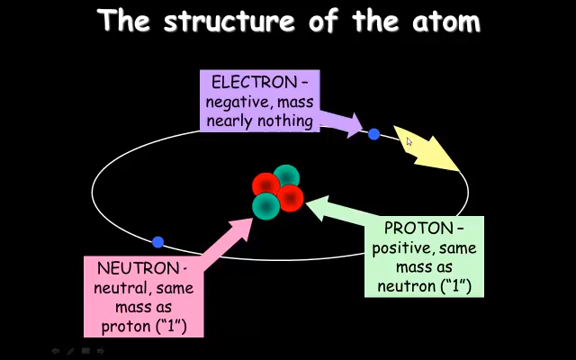 The structure of the atom
ELECTRON –
negative, mass
nearly nothing
PROTON –
positive, same
mass as
neutron (“1”)
NEUTRON -
neutral, same
mass as
proton (“1”)